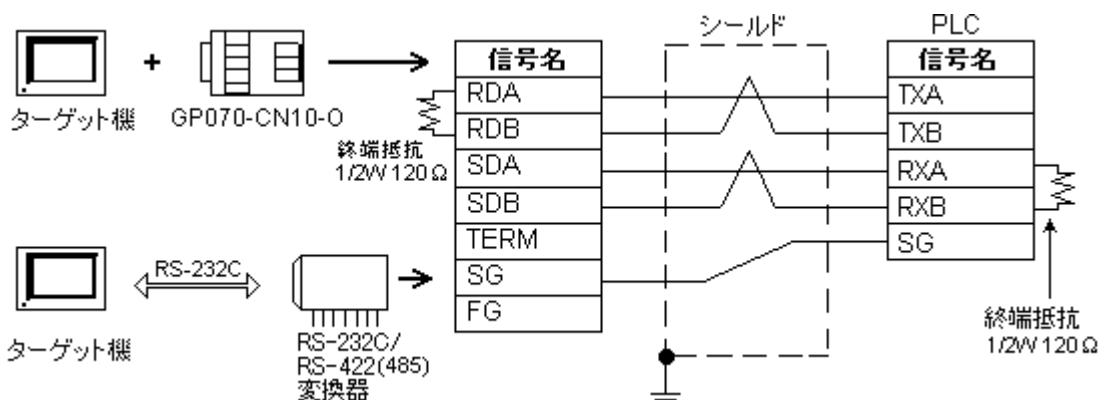 シールド
PLC
ターゲット機
+
GP070-CN10-O
終端抵抗
1/2W 120Ω
信号名
RDA
RDB
SDA
SDB
TERM
SG
FG
信号名
TXA
TXB
RXA
RXB
SG
終端抵抗
1/2W 120Ω
ターゲット機
RS-232C
RS-232C/
RS-422(485)
変換器